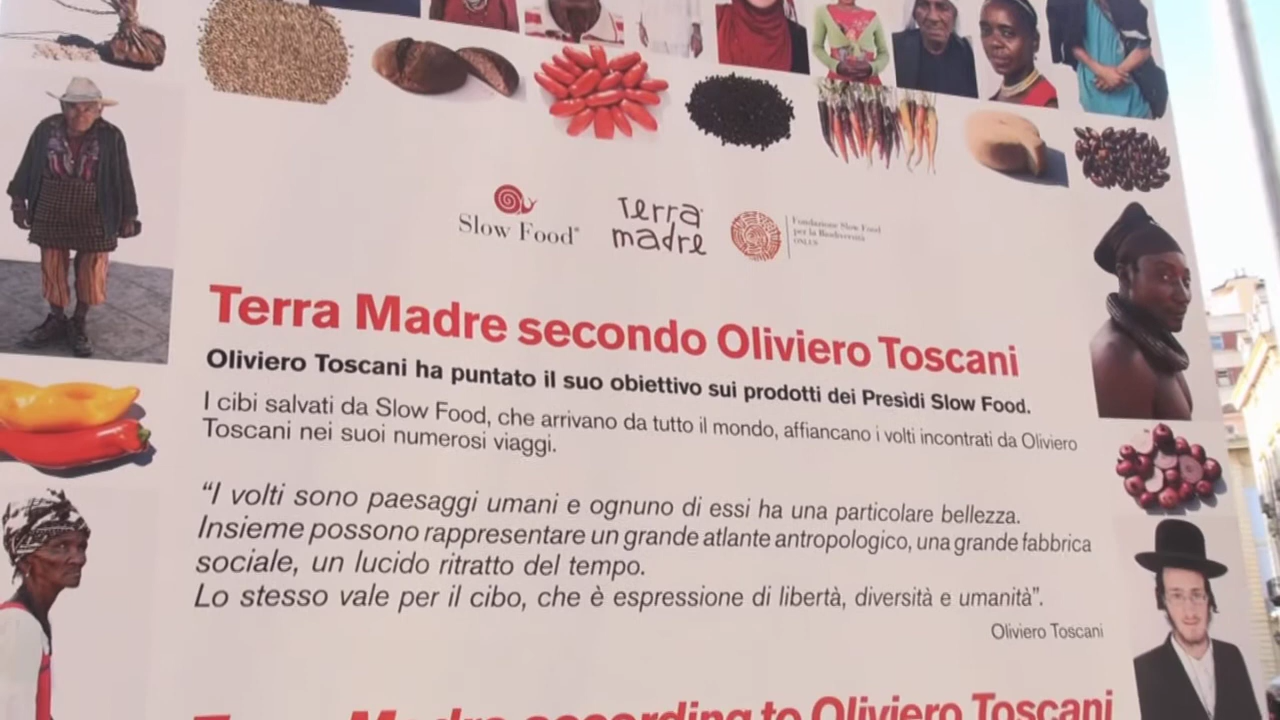 Slow Food®
Terra
madre
Fondazione Slow Food
per la Biodiversità
ONLUS
Terra Madre secondo Oliviero Toscani
Oliviero Toscani ha puntato il suo obiettivo sui prodotti dei Presìdi Slow Food.
I cibi salvati da Slow Food, che arrivano da tutto il mondo, affiancano i volti incontrati da Oliviero
Toscani nei suoi numerosi viaggi.
“I volti sono paesaggi umani e ognuno di essi ha una particolare bellezza.
Insieme possono rappresentare un grande atlante antropologico, una grande fabbrica
sociale, un lucido ritratto del tempo.
Lo stesso vale per il cibo, che è espressione di libertà, diversità e umanità”.
Oliviero Toscani
Terra Madre according to Oliviero Toscani